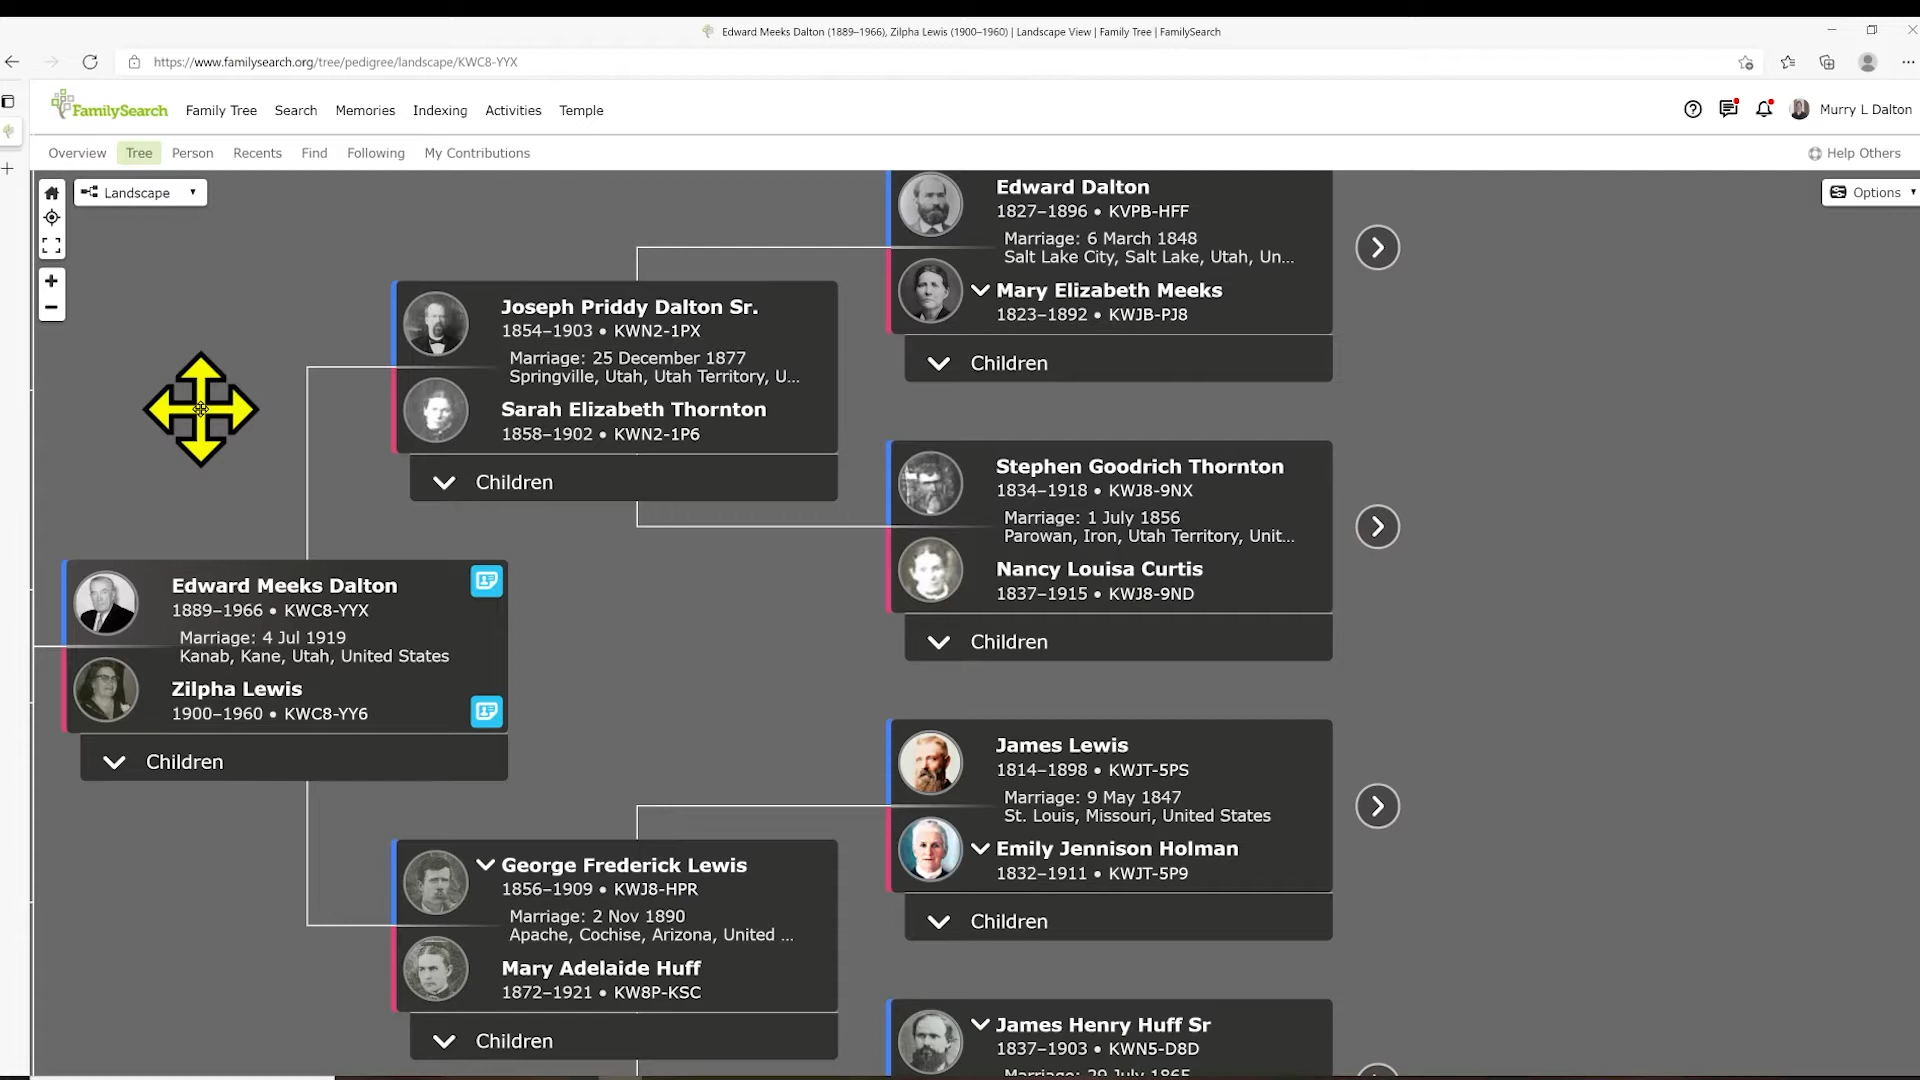 Edward Meeks Dalton (1889–1966), Zilpha Lewis (1900–1960) | Landscape View | Family Tree | FamilySearch
https://www.familysearch.org/tree/pedigree/landscape/KWC8-YYX
FamilySearch
Family Tree
Search
Memories
Indexing
Activities
Temple
Murry L Dalton
Overview
Tree
Person
Recents
Find
Following
My Contributions
Help Others
Landscape
Options
Edward Dalton
1827–1896 • KVPB-HFF
Marriage: 6 March 1848
Salt Lake City, Salt Lake, Utah, Un...
Mary Elizabeth Meeks
1823–1892 • KWJB-PJ8
Children
Joseph Priddy Dalton Sr.
1854–1903 • KWN2-1PX
Marriage: 25 December 1877
Springville, Utah, Utah Territory, U...
Sarah Elizabeth Thornton
1858–1902 • KWN2-1P6
Children
Stephen Goodrich Thornton
1834–1918 • KWJ8-9NX
Marriage: 1 July 1856
Parowan, Iron, Utah Territory, Unit...
Nancy Louisa Curtis
1837–1915 • KWJ8-9ND
Children
Edward Meeks Dalton
1889–1966 • KWC8-YYX
Marriage: 4 Jul 1919
Kanab, Kane, Utah, United States
Zilpha Lewis
1900–1960 • KWC8-YY6
Children
James Lewis
1814–1898 • KWJT-5PS
Marriage: 9 May 1847
St. Louis, Missouri, United States
Emily Jennison Holman
1832–1911 • KWJT-5P9
Children
George Frederick Lewis
1856–1909 • KWJ8-HPR
Marriage: 2 Nov 1890
Apache, Cochise, Arizona, United ...
Mary Adelaide Huff
1872–1921 • KW8P-KSC
Children
James Henry Huff Sr
1837–1903 • KWN5-D8D
Marriage: 29 July 1865